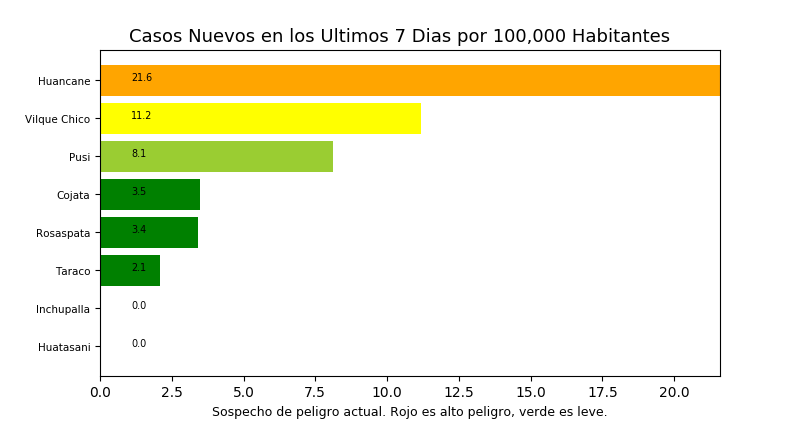 Casos Nuevos en los Ultimos 7 Dias por 100,000 Habitantes
Huancane 21.6
Vilque Chico 11.2
Pusi 8.1
Cojata 3.5
Rosaspata 3.4
Taraco 2.1
Inchupalla 0.0
Huatasani 0.0
0.0 2.5 5.0 7.5 10.0 12.5 15.0 17.5 20.0
Sospecho de peligro actual. Rojo es alto peligro, verde es leve.